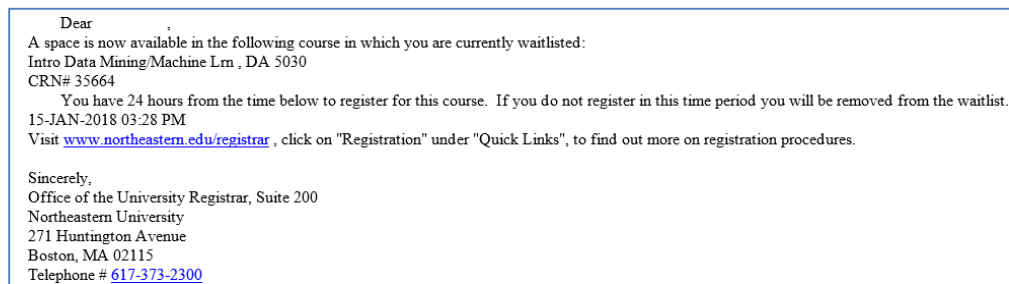 Dear ,
A space is now available in the following course in which you are currently waitlisted:
Intro Data Mining/Machine Lrn , DA 5030
CRN# 35664
You have 24 hours from the time below to register for this course. If you do not register in this time period you will be removed from the waitlist.
15-JAN-2018 03:28 PM
Visit www.northeastern.edu/registrar , click on "Registration" under "Quick Links", to find out more on registration procedures.
Sincerely,
Office of the University Registrar, Suite 200
Northeastern University
271 Huntington Avenue
Boston, MA 02115
Telephone # 617-373-2300